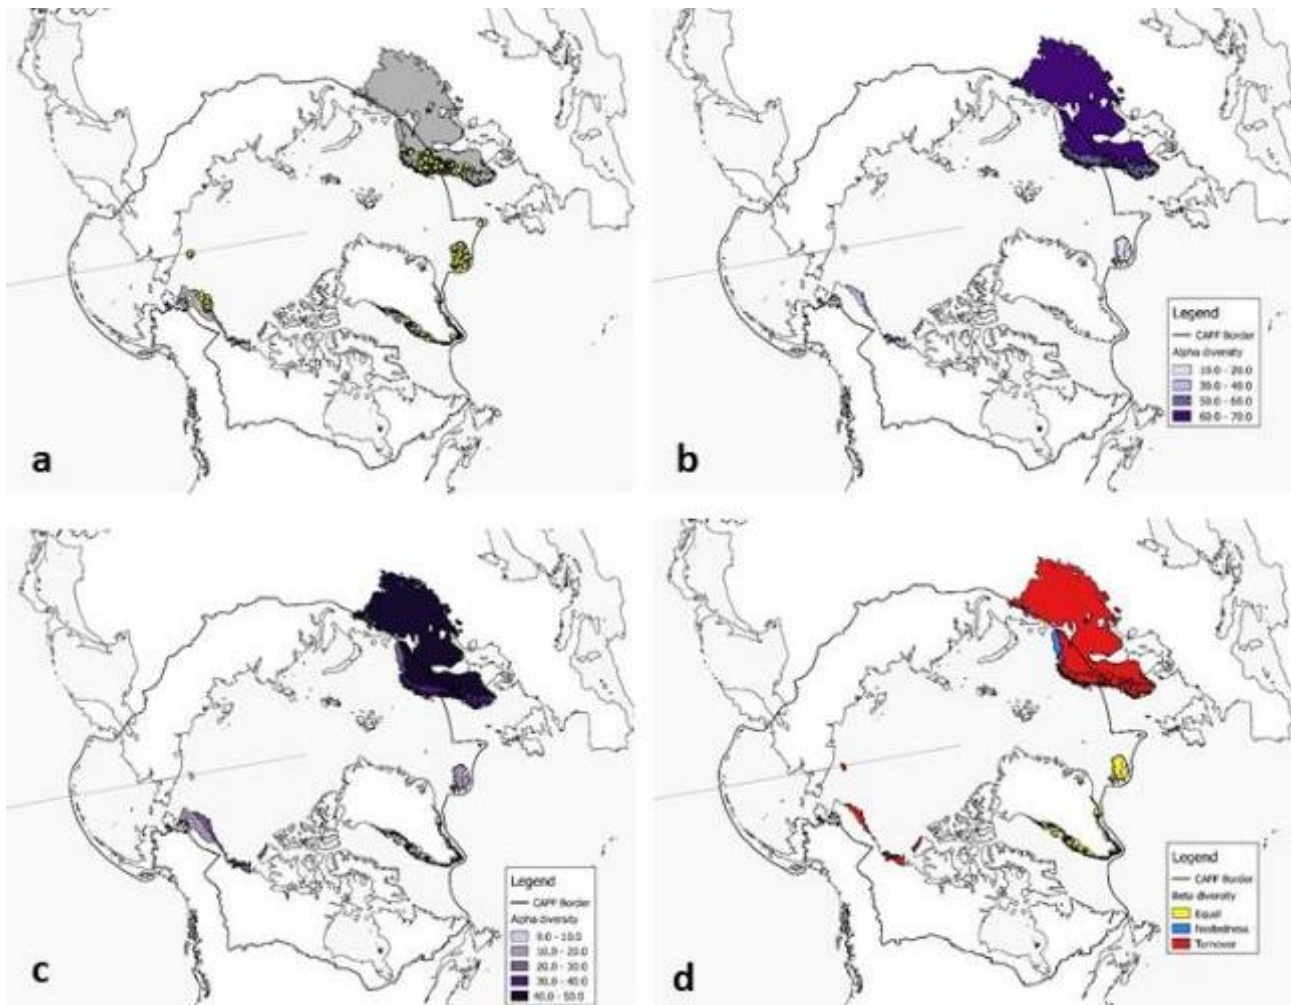 a
b
Legend
CAFF Border
Alpha diversity
10.0 - 20.0
30.0 - 40.0
50.0 - 60.0
60.0 - 70.0
c
Legend
CAFF Border
Alpha diversity
0.0 - 10.0
10.0 - 20.0
20.0 - 30.0
30.0 - 40.0
40.0 - 50.0
d
Legend
CAFF Border
Beta diversity
Equal
Nestedness
Turnover